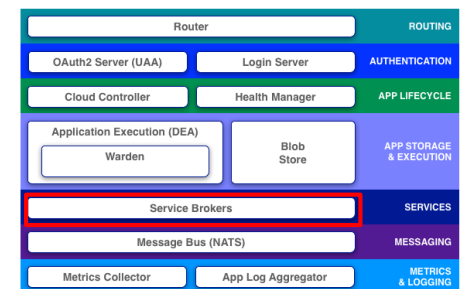 Router
ROUTING
OAuth2 Server (UAA)
Login Server
AUTHENTICATION
Cloud Controller
Health Manager
APP LIFECYCLE
Application Execution (DEA)
Warden
Blob
Store
APP STORAGE
& EXECUTION
Service Brokers
SERVICES
Message Bus (NATS)
MESSAGING
Metrics Collector
App Log Aggregator
METRICS
& LOGGING